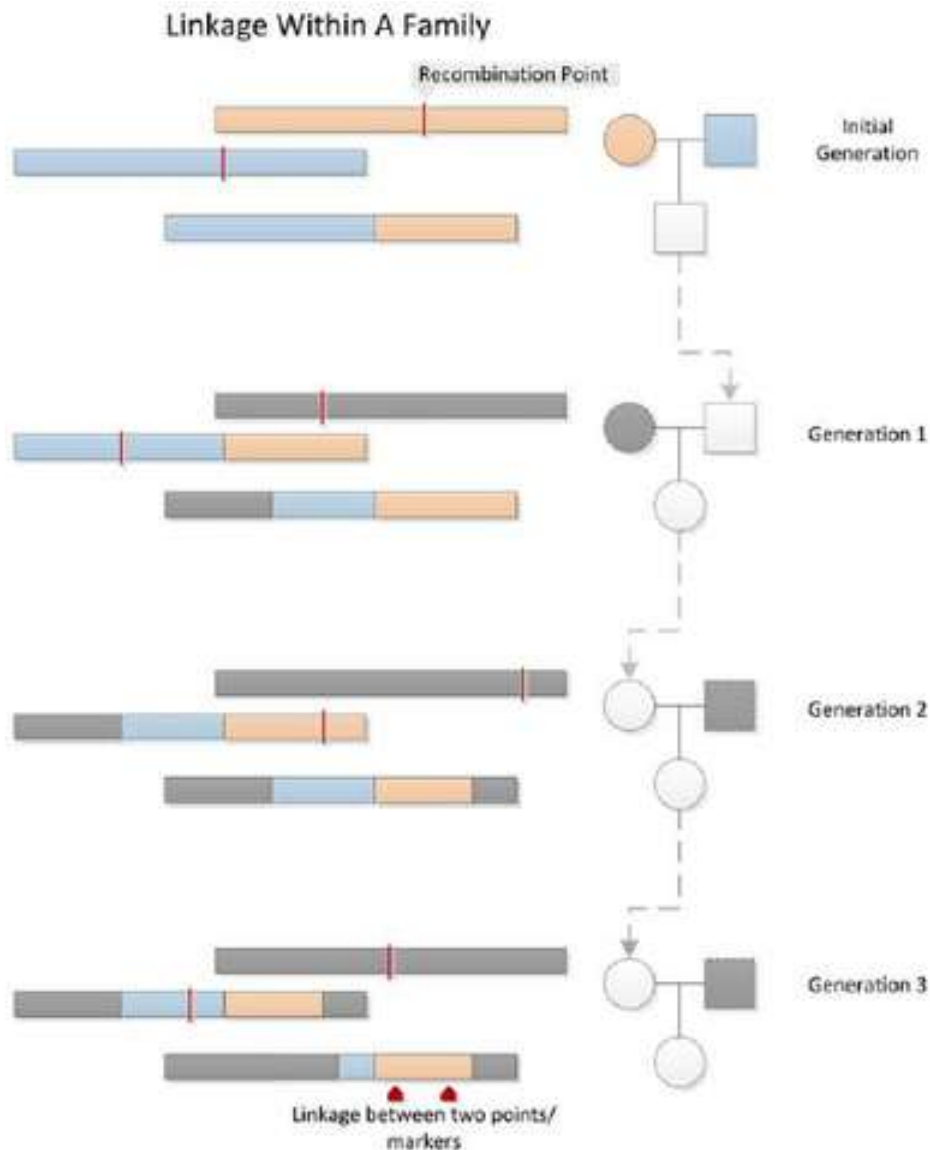 Linkage Within A Family
Recombination Point
Initial
Generation
Generation 1
Generation 2
Generation 3
Linkage between two points/
markers